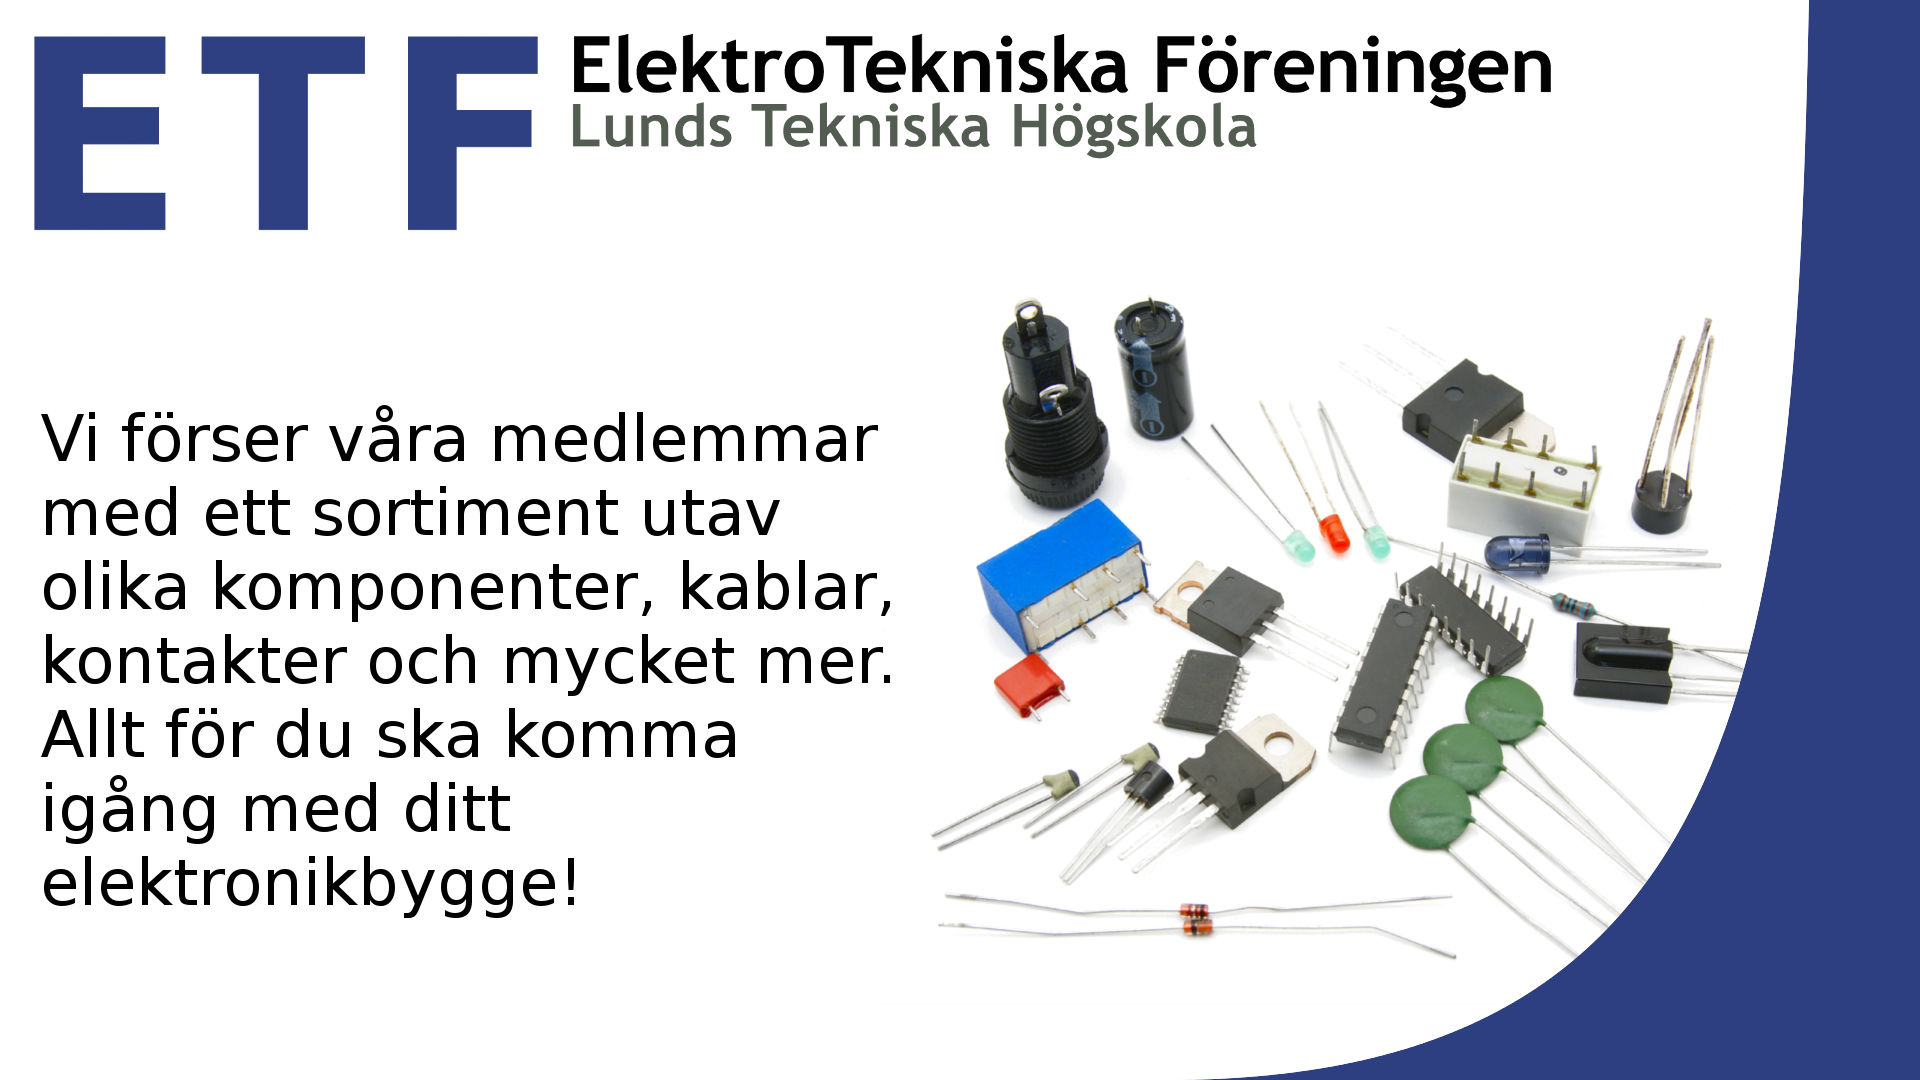 ETF
ElektroTekniska Föreningen
Lunds Tekniska Högskola
Vi förser våra medlemmar
med ett sortiment utav
olika komponenter, kablar,
kontakter och mycket mer.
Allt för du ska komma
igång med ditt
elektronikbygge!